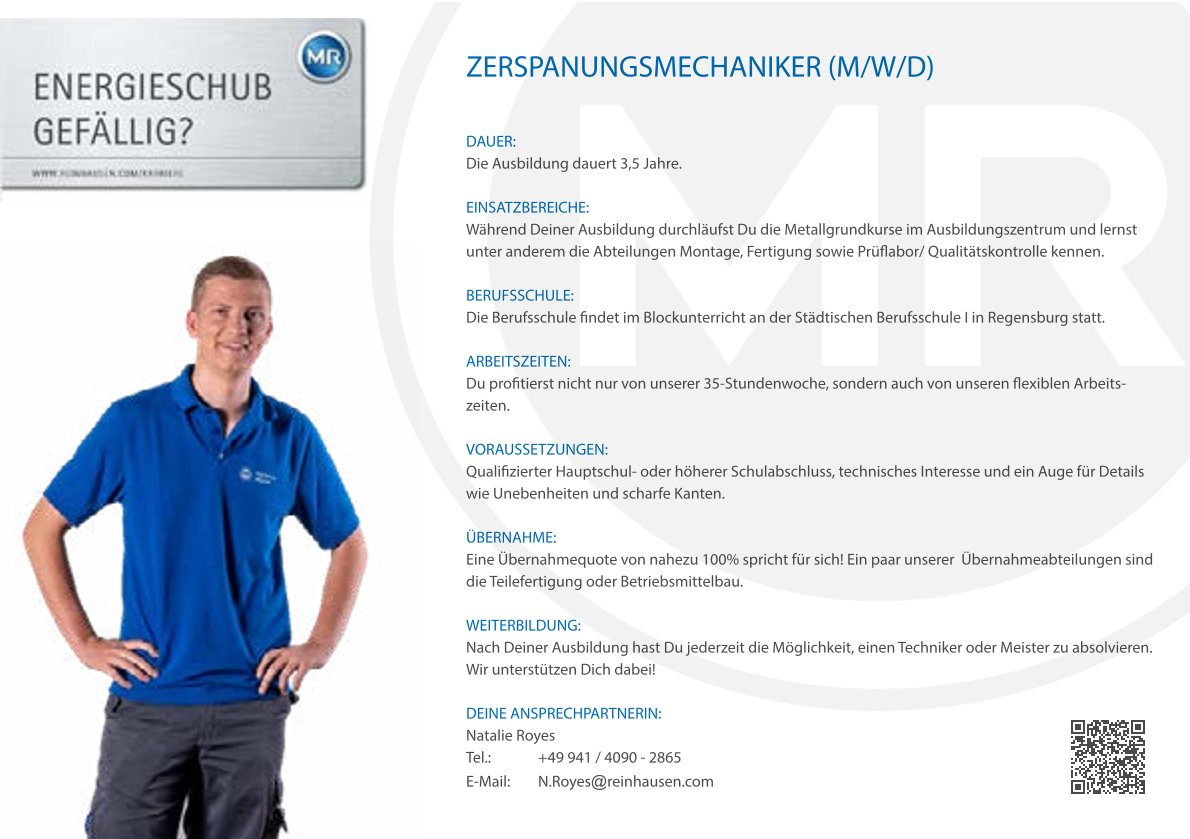 MR
ENERGIESCHUB
GEFÄLLIG?
WWW.REINHAUSEN.COM/KARRIERE
ZERSPANUNGSMECHANIKER (M/W/D)
DAUER:
Die Ausbildung dauert 3,5 Jahre.
EINSATZBEREICHE:
Während Deiner Ausbildung durchläufst Du die Metallgrundkurse im Ausbildungszentrum und lernst
unter anderem die Abteilungen Montage, Fertigung sowie Prüflabor/ Qualitätskontrolle kennen.
BERUFSSCHULE:
Die Berufsschule findet im Blockunterricht an der Städtischen Berufsschule I in Regensburg statt.
ARBEITSZEITEN:
Du profitierst nicht nur von unserer 35-Stundenwoche, sondern auch von unseren flexiblen Arbeits-
zeiten.
VORAUSSETZUNGEN:
Qualifizierter Hauptschul- oder höherer Schulabschluss, technisches Interesse und ein Auge für Details
wie Unebenheiten und scharfe Kanten.
ÜBERNAHME:
Eine Übernahmequote von nahezu 100% spricht für sich! Ein paar unserer  Übernahmeabteilungen sind
die Teilefertigung oder Betriebsmittelbau.
WEITERBILDUNG:
Nach Deiner Ausbildung hast Du jederzeit die Möglichkeit, einen Techniker oder Meister zu absolvieren.
Wir unterstützen Dich dabei!
DEINE ANSPRECHPARTNERIN:
Natalie Royes
Tel.: +49 941 / 4090 - 2865
E-Mail: N.Royes@reinhausen.com
MR